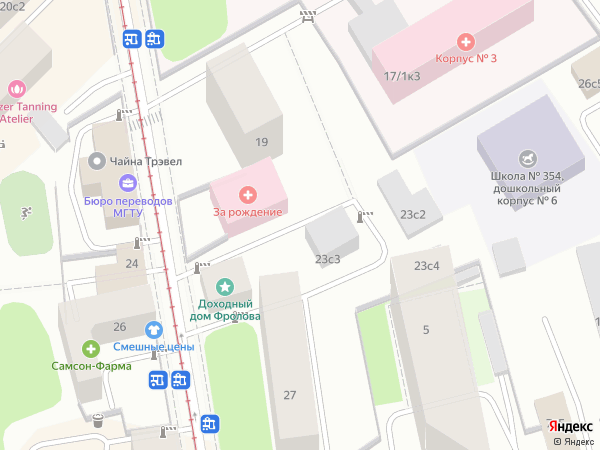 20с2
Корпус № 3
17/1к3
26с5
zer Tanning
Atelier
19
Чайна Трэвел
Школа № 354,
дошкольный
корпус № 6
Бюро переводов
МГТУ
За рождение
23с2
23с3
23с4
24
Доходный
дом Фролова
26
Смешные цены
5
Самсон-Фарма
27
Яндекс